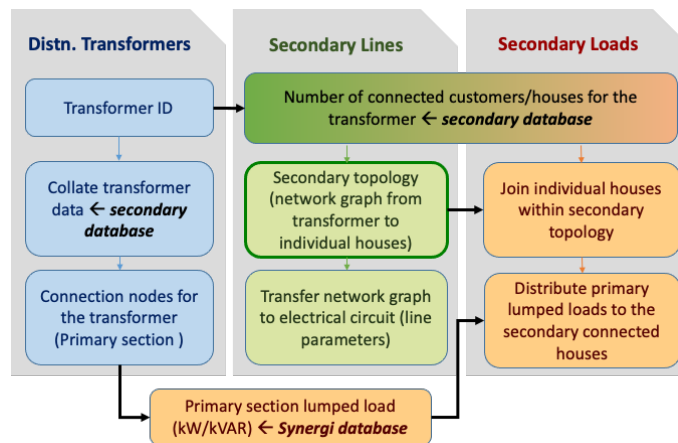 Distn. Transformers
Secondary Lines
Secondary Loads
Transformer ID
Number of connected customers/houses for the
transformer ← secondary database
Collate transformer
data ← secondary
database
Secondary topology
(network graph from
transformer to
individual houses)
Join individual houses
within secondary
topology
Connection nodes for
the transformer
(Primary section )
Transfer network graph
to electrical circuit (line
parameters)
Distribute primary
lumped loads to the
secondary connected
houses
Primary section lumped load
(kW/kVAR) ← Synergi database